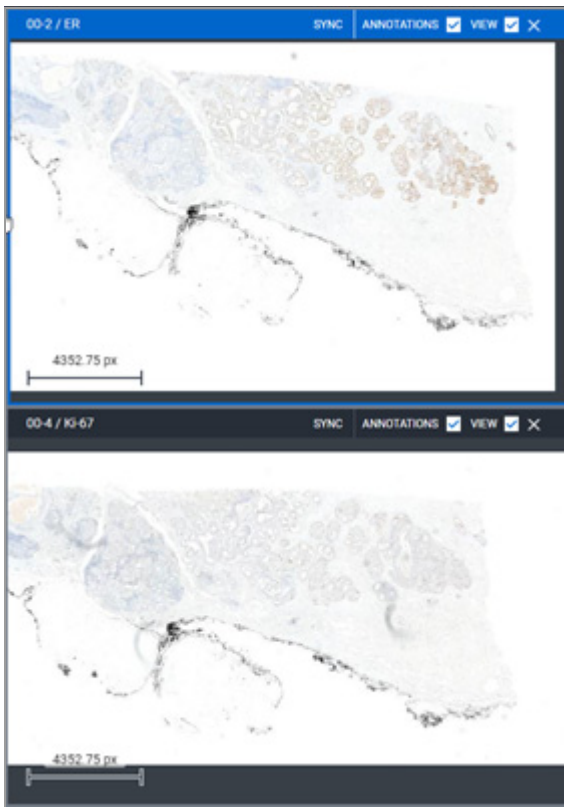 00-2 / ER SYNC ANNOTATIONS VIEW
4352.75 px
00-4 / Ki-67 SYNC ANNOTATIONS VIEW
4352.75 px